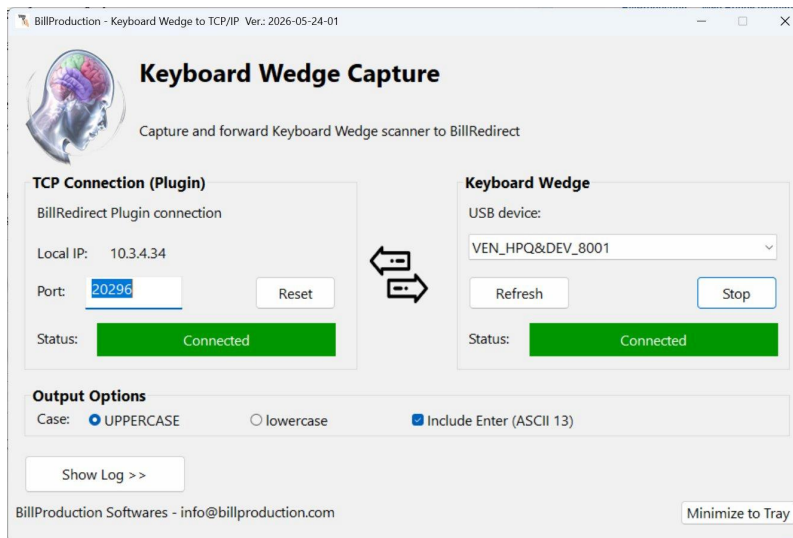 BillProduction - Keyboard Wedge to TCP/IP Ver.: 2026-05-24-01
Keyboard Wedge Capture
Capture and forward Keyboard Wedge scanner to BillRedirect
TCP Connection (Plugin)
BillRedirect Plugin connection
Local IP: 10.3.4.34
Port: 20296 Reset
Status: Connected
Keyboard Wedge
USB device:
VEN_HPQ&DEV_8001
Refresh Stop
Status: Connected
Output Options
Case: UPPERCASE lowercase Include Enter (ASCII 13)
Show Log >>
BillProduction Softwares - info@billproduction.com
Minimize to Tray